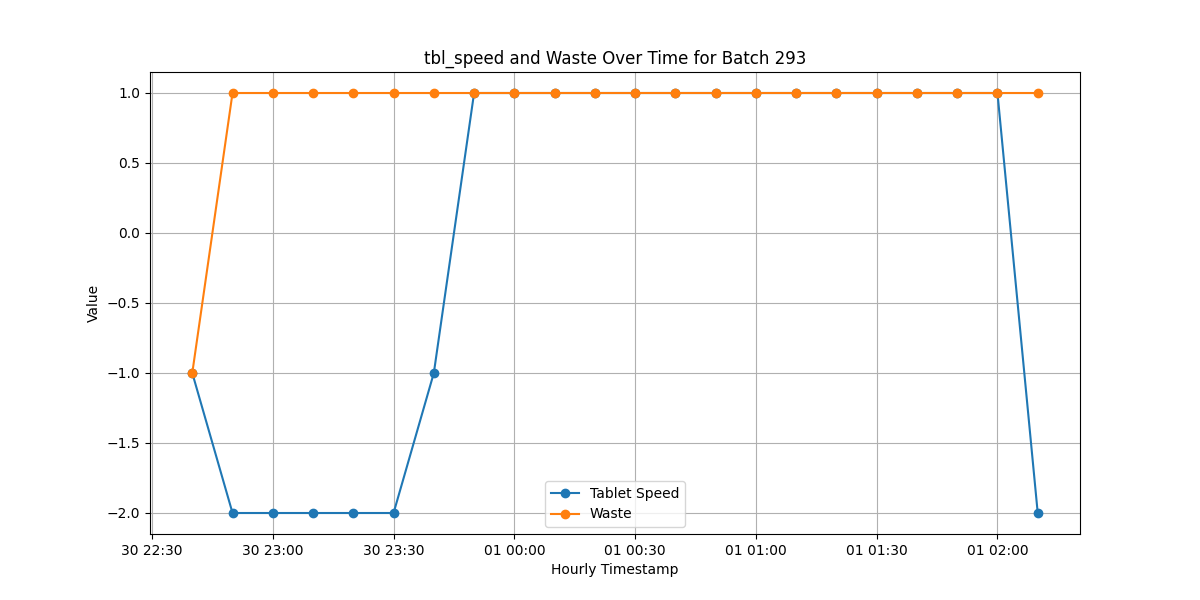 tbl_speed and Waste Over Time for Batch 293
1.0
0.5
0.0
−0.5
−1.0
−1.5
−2.0
Value
Tablet Speed
Waste
30 22:30 30 23:00 30 23:30 01 00:00 01 00:30 01 01:00 01 01:30 01 02:00
Hourly Timestamp